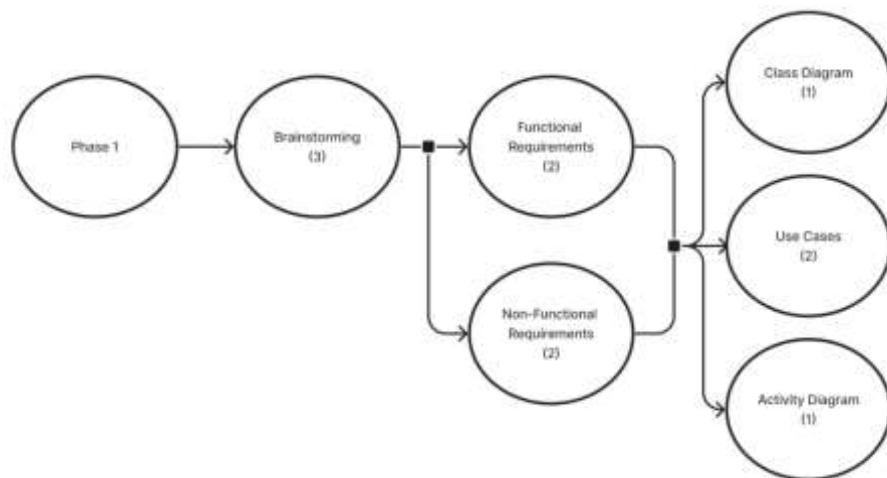 Phase 1
Brainstorming
(3)
Functional
Requirements
(2)
Non-Functional
Requirements
(2)
Class Diagram
(1)
Use Cases
(2)
Activity Diagram
(1)